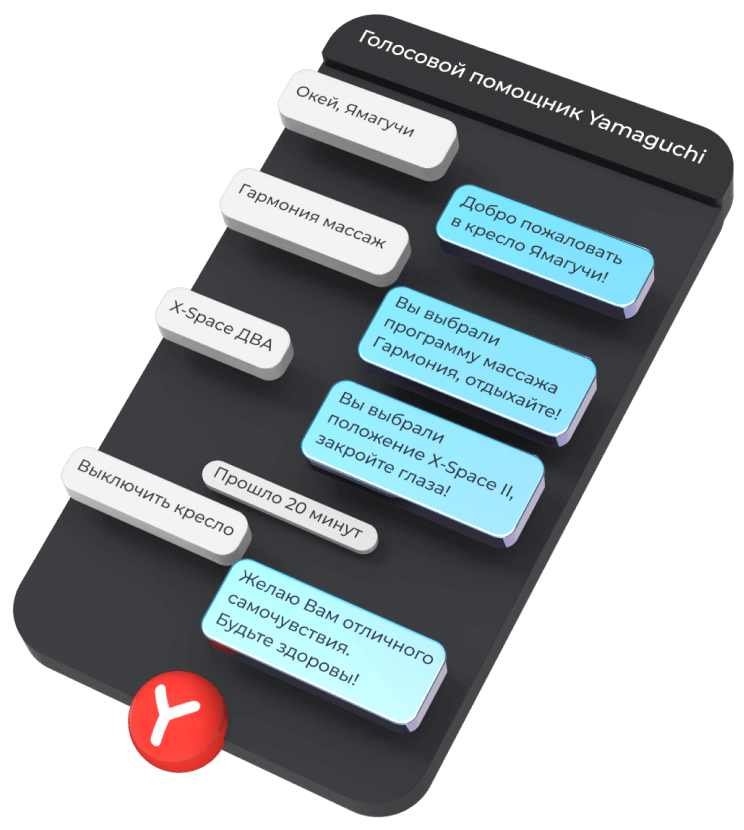 Голосовой помощник Yamaguchi
Окей, Ямагучи
Добро пожаловать
в кресло Ямагучи!
Гармония массаж
Вы выбрали
программу массажа
Гармония, отдыхайте!
X-Space ДВА
Вы выбрали
положение X-Space II,
закройте глаза!
Прошло 20 минут
Выключить кресло
Желаю Вам отличного
самочувствия.
Будьте здоровы!
Y